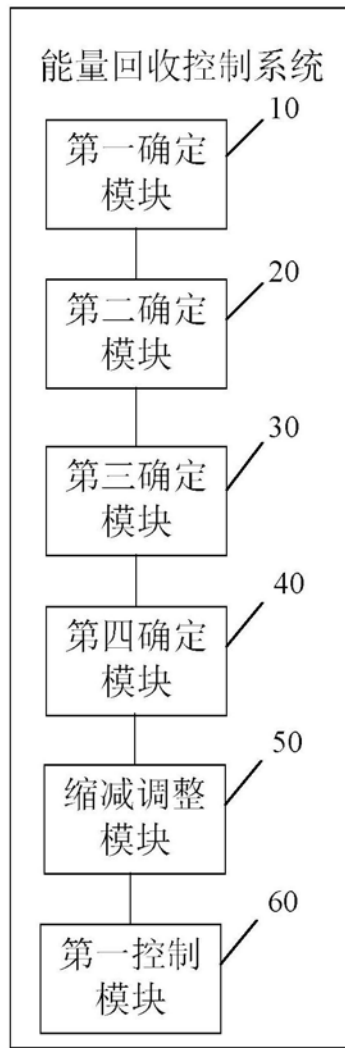 能量回收控制系统
10
第一确定
模块
20
第二确定
模块
30
第三确定
模块
40
第四确定
模块
50
缩减调整
模块
60
第一控制
模块